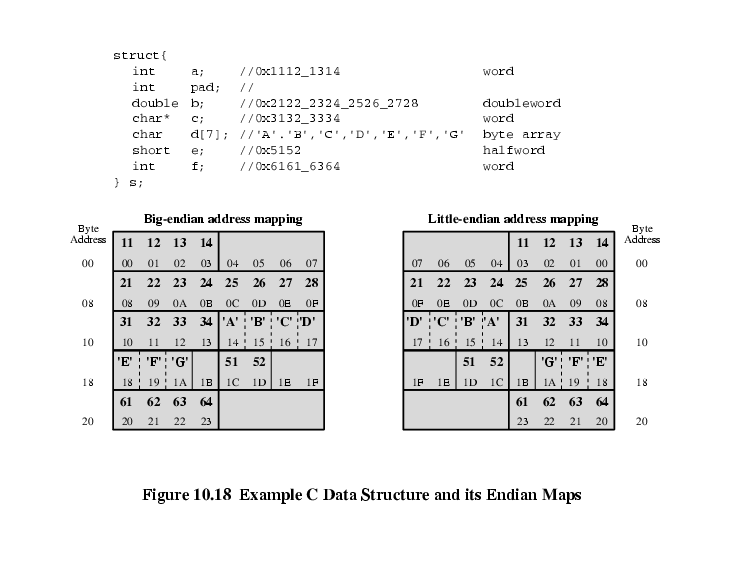 struct{
int a; //0x1112_1314 word
int pad; //
double b; //0x2122_2324_2526_2728 doubleword
char* c; //0x3132_3334 word
char d[7]; //'A'.'B','C','D','E','F','G' byte array
short e; //0x5152 halfword
int f; //0x6161_6364 word
} s;
Big-endian address mapping Little-endian address mapping
Byte Address Byte Address
11 12 13 14 11 12 13 14
00 00 01 02 03 04 05 06 07 07 06 05 04 03 02 01 00 00
21 22 23 24 25 26 27 28 21 22 23 24 25 26 27 28
08 08 09 0A 0B 0C 0D 0E 0F 0F 0E 0D 0C 0B 0A 09 08 08
31 32 33 34 'A' 'B' 'C' 'D' 'D' 'C' 'B' 'A' 31 32 33 34
10 10 11 12 13 14 15 16 17 17 16 15 14 13 12 11 10 10
'E' 'F' 'G' 51 52 51 52 'G' 'F' 'E'
18 18 19 1A 1B 1C 1D 1E 1F 1F 1E 1D 1C 1B 1A 19 18 18
61 62 63 64 61 62 63 64
20 20 21 22 23 23 22 21 20 20
Figure 10.18 Example C Data Structure and its Endian Maps